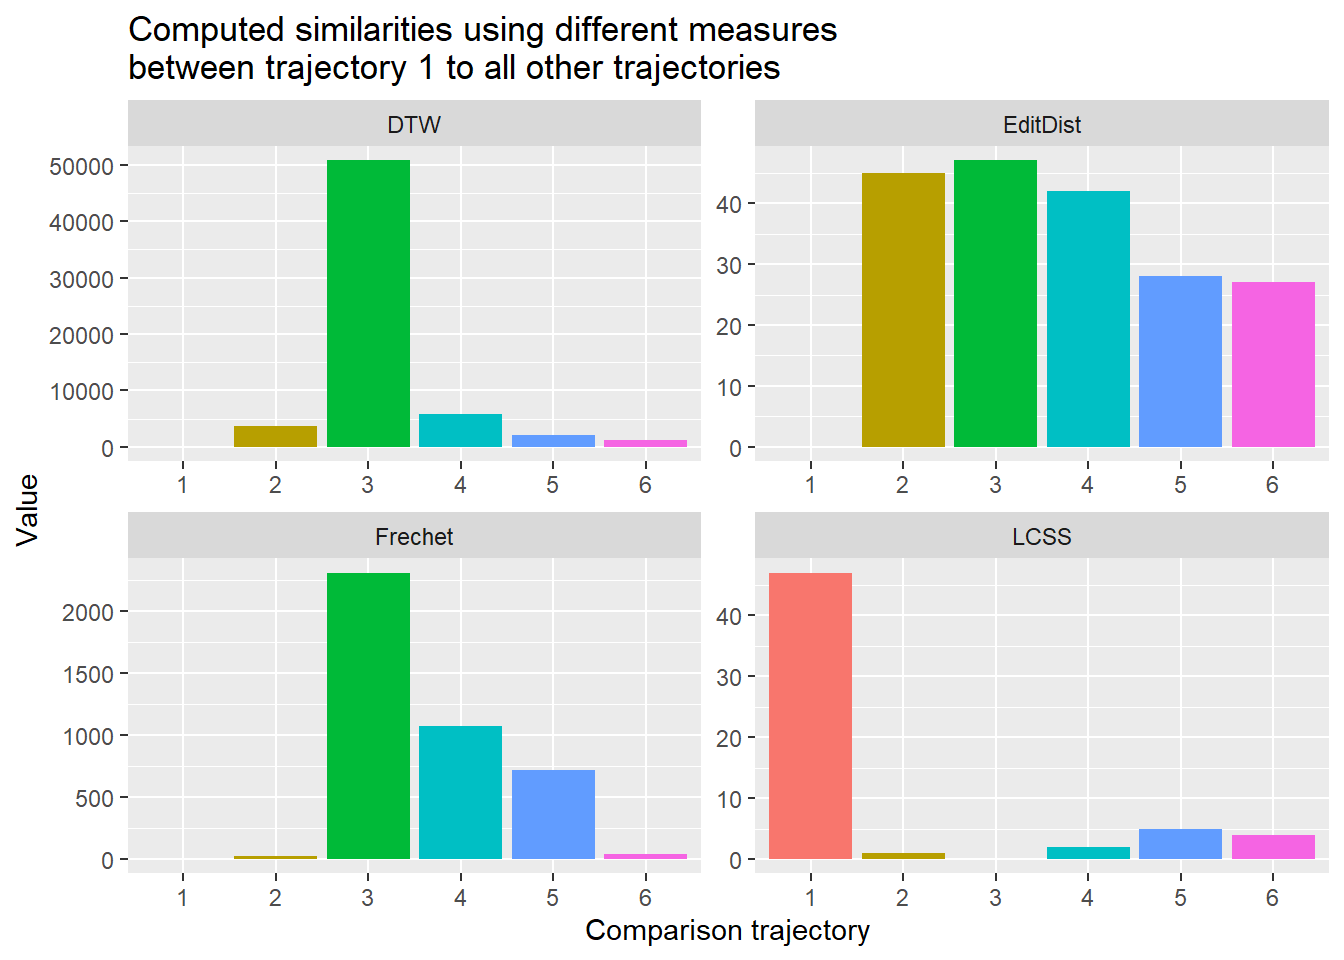 Computed similarities using different measures
between trajectory 1 to all other trajectories
DTW
EditDist
50000
40000
30000
20000
10000
0
40
30
20
10
0
1 2 3 4 5 6
1 2 3 4 5 6
Value
Frechet
LCSS
2000
1500
1000
500
0
40
30
20
10
0
1 2 3 4 5 6
1 2 3 4 5 6
Comparison trajectory